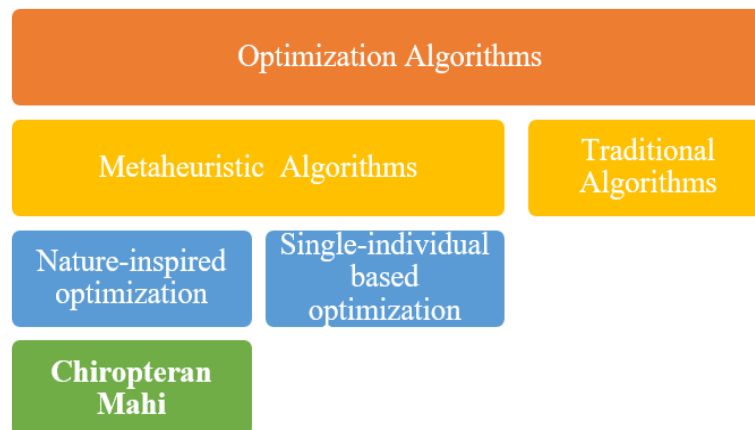 Optimization Algorithms
Metaheuristic Algorithms
Traditional
Algorithms
Nature-inspired
optimization
Single-individual
based
optimization
Chiropteran
Mahi